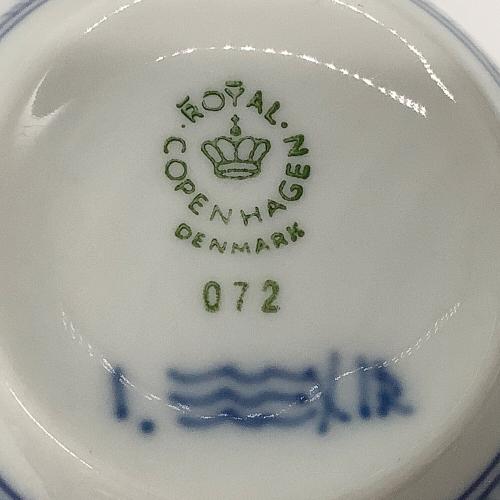 ROYAL
COPENHAGEN
DENMARK
072
1.